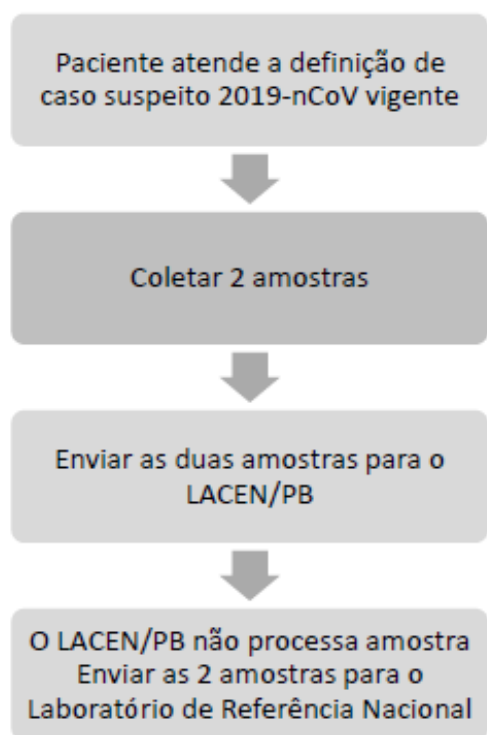 Paciente atende a definição de
caso suspeito 2019-nCoV vigente
Coletar 2 amostras
Enviar as duas amostras para o
LACEN/PB
O LACEN/PB não processa amostra
Enviar as 2 amostras para o
Laboratório de Referência Nacional